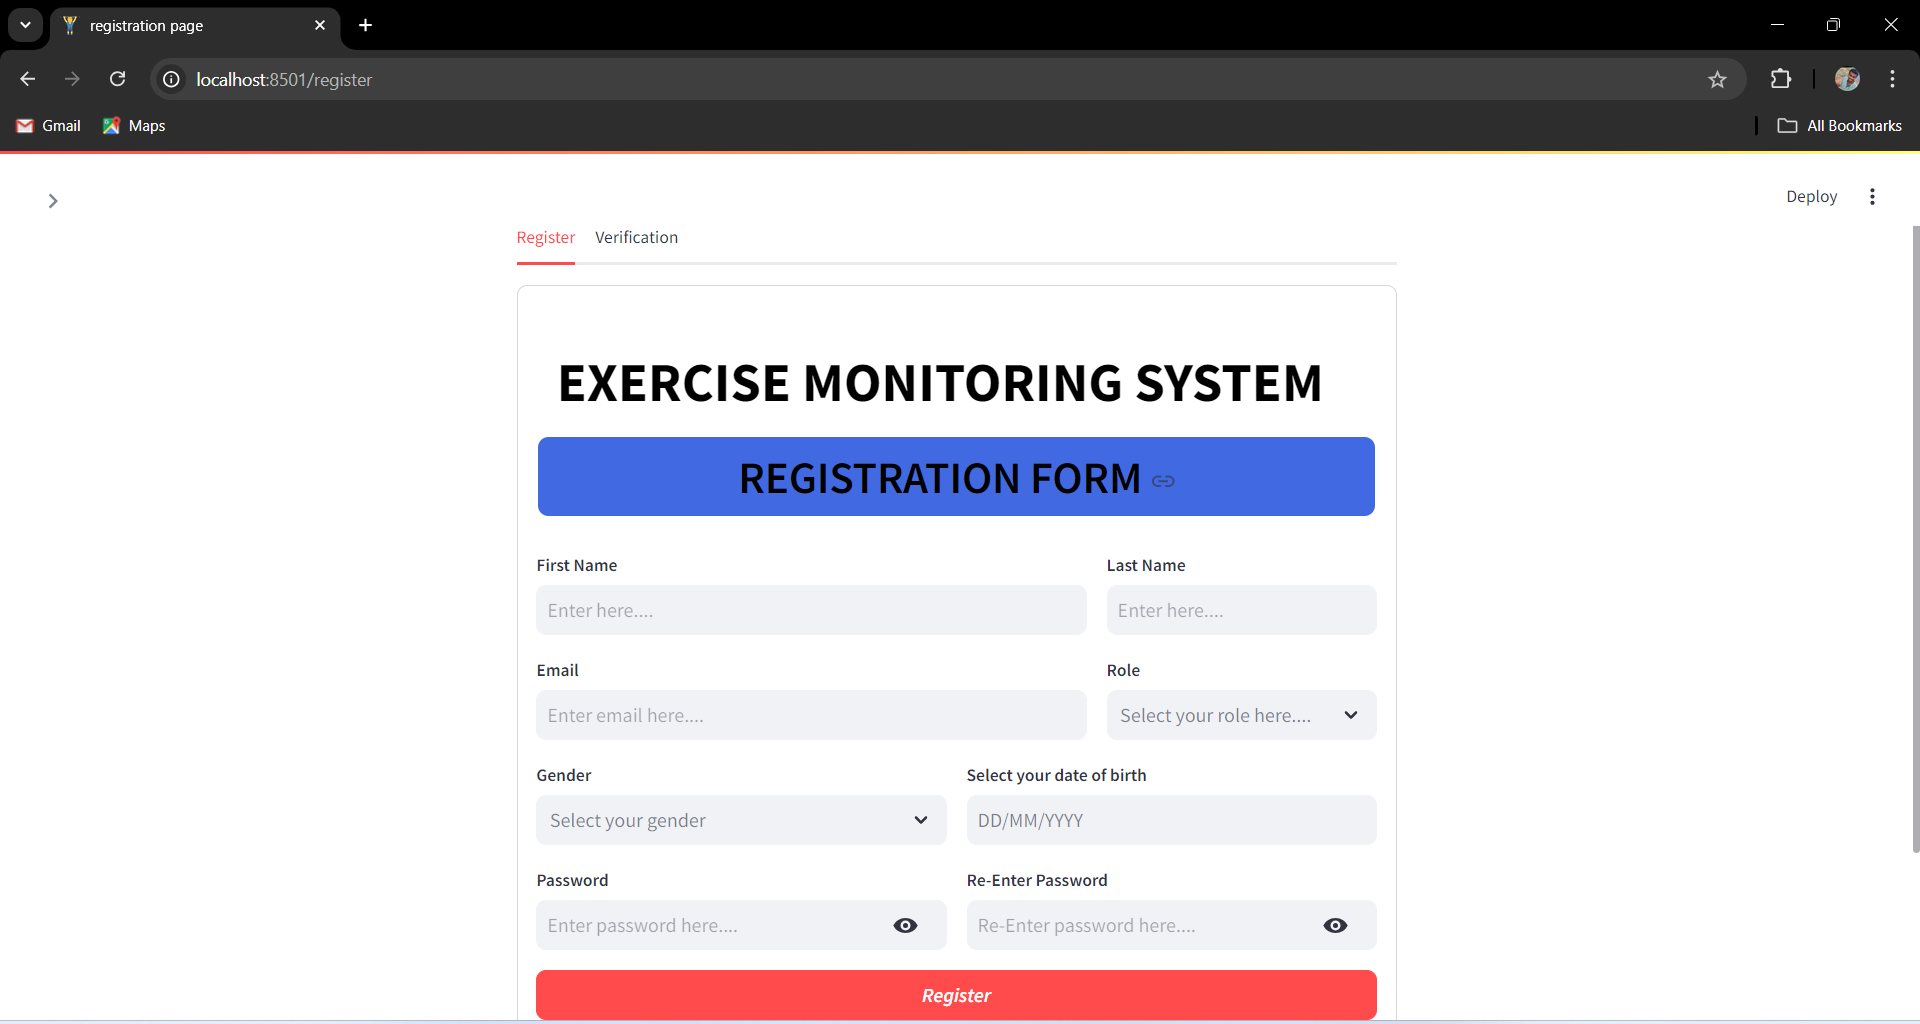 registration page
localhost:8501/register
Gmail Maps All Bookmarks
Deploy
Register Verification
EXERCISE MONITORING SYSTEM
REGISTRATION FORM
First Name Last Name
Enter here.... Enter here....
Email Role
Enter email here.... Select your role here....
Gender Select your date of birth
Select your gender DD/MM/YYYY
Password Re-Enter Password
Enter password here.... Re-Enter password here....
Register